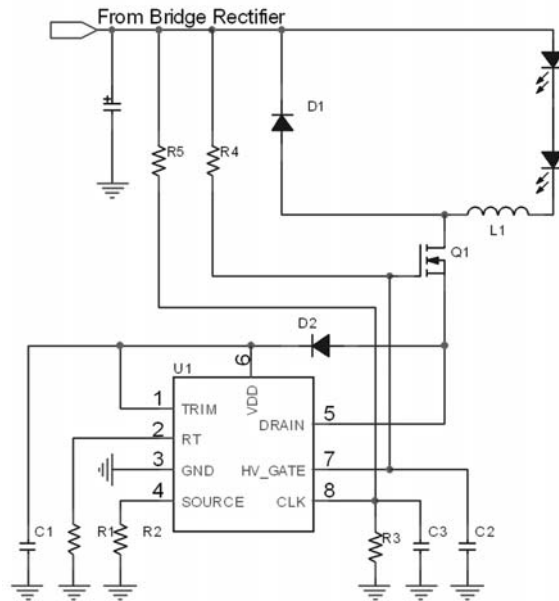 From Bridge Rectifier
D1
R5
R4
L1
Q1
D2
6
U1
VDD
1
TRIM
5
DRAIN
2
RT
3
GND
7
HV_GATE
4
SOURCE
8
CLK
C1
R1
R2
R3
C3
C2